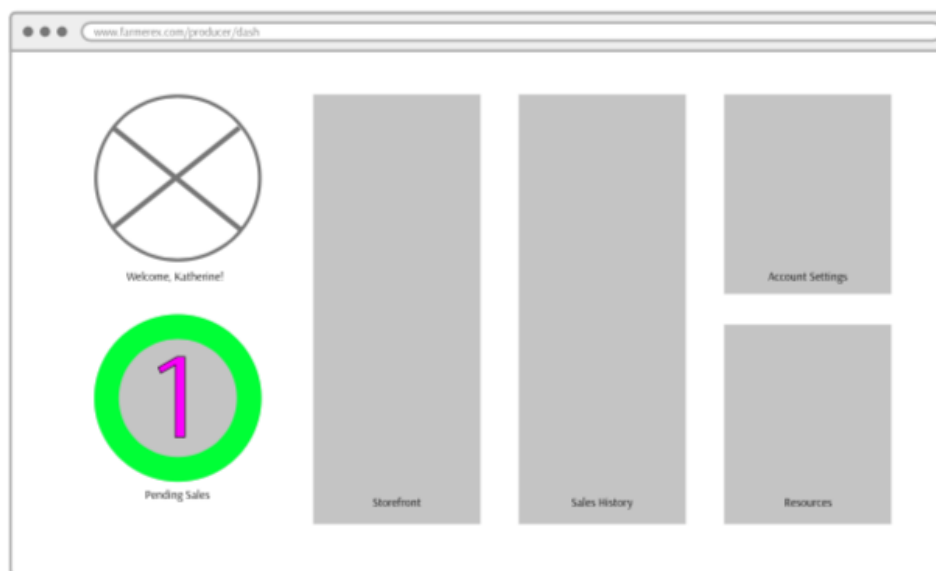 www.farmerex.com/producer/dash
Welcome, Katherine!
1
Pending Sales
Storefront
Sales History
Account Settings
Resources